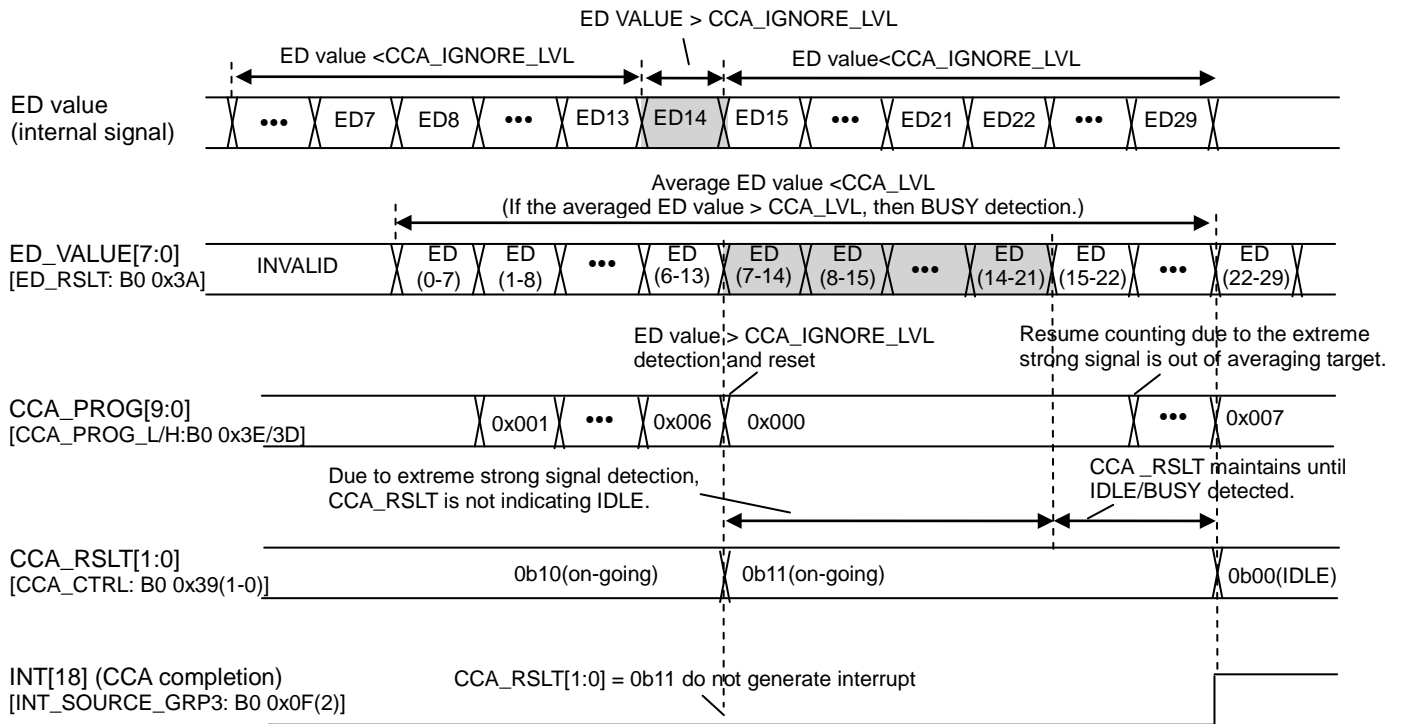 ED VALUE > CCA_IGNORE_LVL
ED value <CCA_IGNORE_LVL
ED value<CCA_IGNORE_LVL
ED value
(internal signal)
••• ED7 ED8 ••• ED13 ED14 ED15 ••• ED21 ED22 ••• ED29
Average ED value <CCA_LVL
(If the averaged ED value > CCA_LVL, then BUSY detection.)
ED_VALUE[7:0]
[ED_RSLT: B0 0x3A]
INVALID
ED
(0-7)
ED
(1-8)
•••
ED
(6-13)
ED
(7-14)
ED
(8-15)
•••
ED
(14-21)
ED
(15-22)
•••
ED
(22-29)
ED value > CCA_IGNORE_LVL
detection and reset
Resume counting due to the extreme
strong signal is out of averaging target.
CCA_PROG[9:0]
[CCA_PROG_L/H:B0 0x3E/3D]
0x001 ••• 0x006 0x000 ••• 0x007
Due to extreme strong signal detection,
CCA_RSLT is not indicating IDLE.
CCA _RSLT maintains until
IDLE/BUSY detected.
CCA_RSLT[1:0]
[CCA_CTRL: B0 0x39(1-0)]
0b10(on-going) 0b11(on-going) 0b00(IDLE)
INT[18] (CCA completion)
[INT_SOURCE_GRP3: B0 0x0F(2)]
CCA_RSLT[1:0] = 0b11 do not generate interrupt